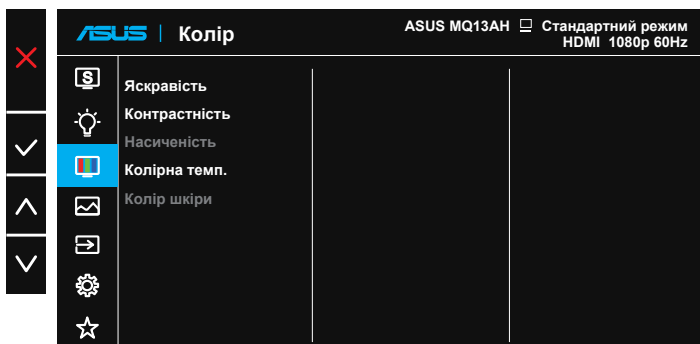 ASUS Колір
ASUS MQ13AH Стандартний режим
HDMI 1080p 60Hz
S
Яскравість
Контрастність
Насиченість
Колірна темп.
Колір шкіри